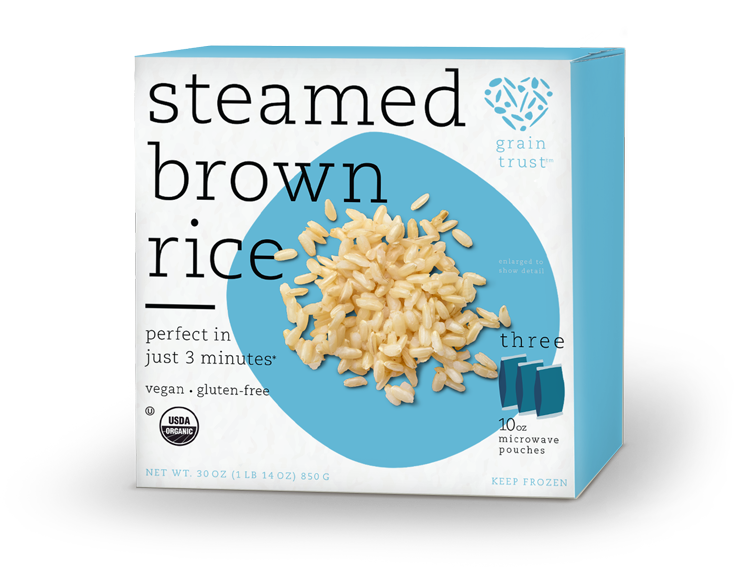 steamed
brown
rice
grain
trust™
enlarged to
show detail
perfect in
just 3 minutes*
vegan • gluten-free
U
USDA
ORGANIC
three
10oz
microwave
pouches
NET WT. 30 OZ (1 LB 14 OZ) 850 G
KEEP FROZEN